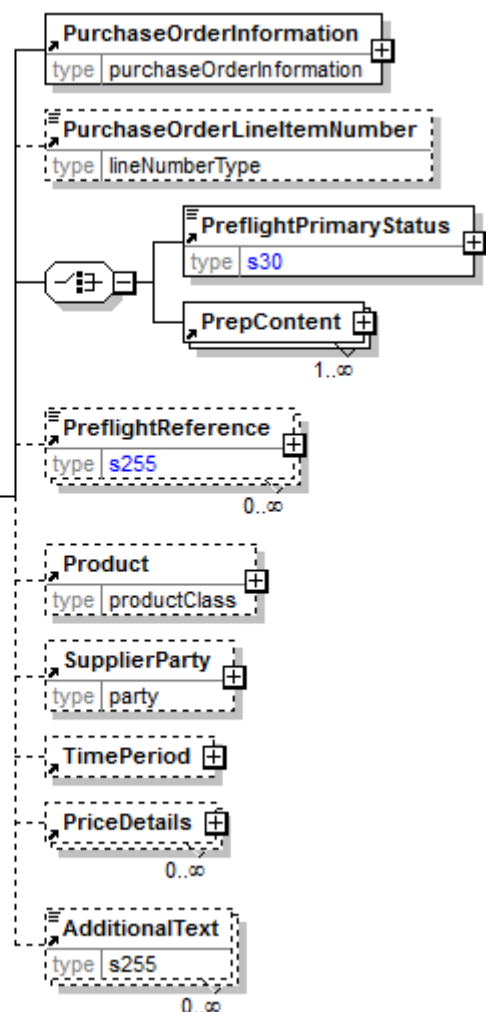 PurchaseOrderInformation
type purchaseOrderInformation
PurchaseOrderLineItemNumber
type lineNumberType
PreflightPrimaryStatus
type s30
PrepContent
1..∞
PreflightReference
type s255
0..∞
Product
type productClass
SupplierParty
type party
TimePeriod
PriceDetails
0..∞
AdditionalText
type s255
0..∞